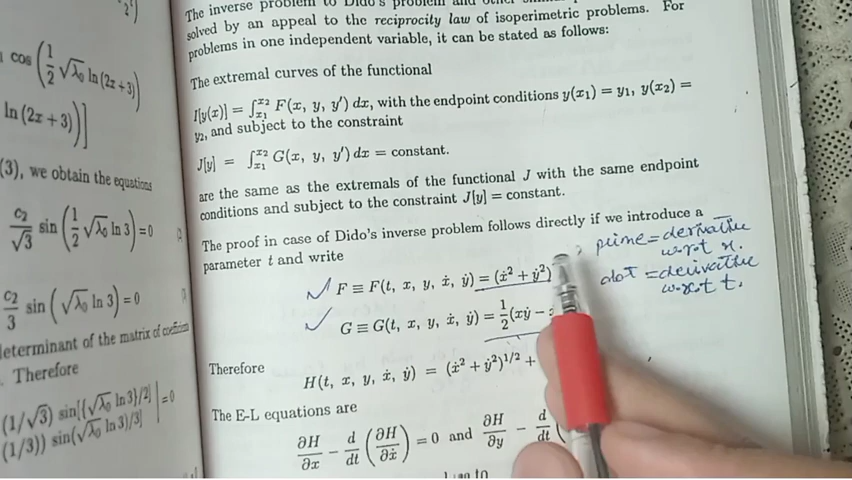 2
cos (1/2 √λ₀ ln(2x + 3))
ln (2x + 3))]
(3), we obtain the equations
c₂/√3 sin (1/2 √λ₀ ln 3) = 0
c₂/3 sin (√λ₀ ln 3) = 0
determinant of the matrix of
. Therefore
(1/√3) sin[(√λ₀ ln 3)/2] = 0
(1/3)) sin(√λ₀ ln 3)/3]
The inverse problem to Dido's problem and other
solved by an appeal to the reciprocity law of isoperimetric problems. For
problems in one independent variable, it can be stated as follows:
The extremal curves of the functional
I[y(x)] = ∫_{x₁}^{x₂} F(x, y, y′) dx, with the endpoint conditions y(x₁) = y₁, y(x₂) =
y₂, and subject to the constraint
J[y] = ∫_{x₁}^{x₂} G(x, y, y′) dx = constant.
are the same as the extremals of the functional J with the same endpoint
conditions and subject to the constraint J[y] = constant.
The proof in case of Dido's inverse problem follows directly if we introduce a
parameter t and write
F ≡ F(t, x, y, ẋ, ẏ) = (ẋ² + ẏ²)
G ≡ G(t, x, y, ẋ, ẏ) = 1/2 (xẏ −
Therefore
H(t, x, y, ẋ, ẏ) = (ẋ² + ẏ²)^{1/2} +
The E-L equations are
∂H/∂x − d/dt (∂H/∂ẋ) = 0 and ∂H/∂y − d/dt (
to
prime = derivative
w.r.t x.
dot = derivative
w.r.t t.